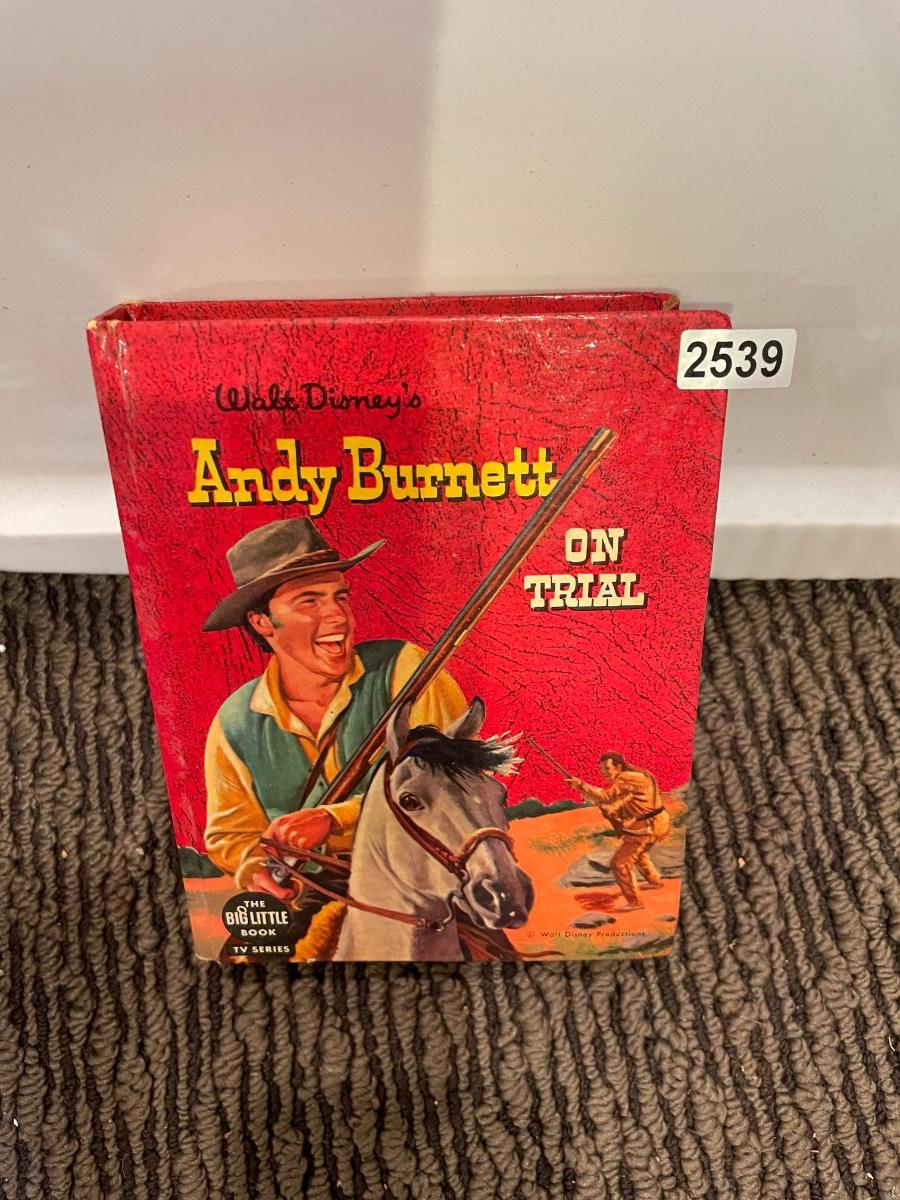 2539
Walt Disney's
Andy Burnett
ON
TRIAL
THE
BIG LITTLE
BOOK
TV SERIES
© Walt Disney Productions